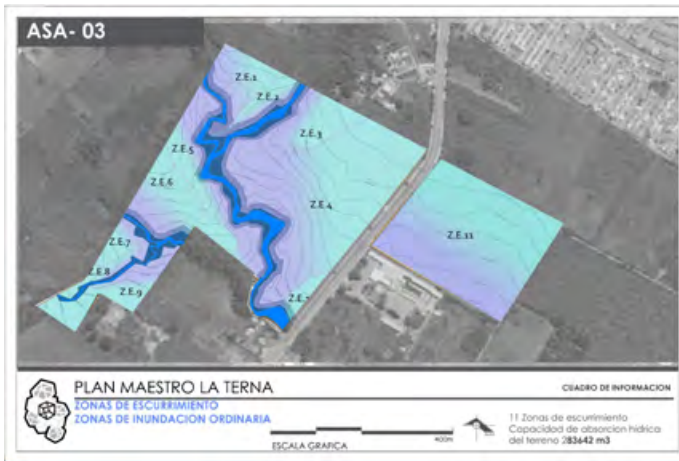 ASA- 03
Z.E.1
Z.E.2
Z.E.3
Z.E.5
Z.E.6
Z.E.4
Z.E.7
Z.E.11
Z.E.8
Z.E.9
PLAN MAESTRO LA TERNA
ZONAS DE ESCURRIMIENTO
ZONAS DE INUNDACION ORDINARIA
ESCALA GRAFICA
400m
CUADRO DE INFORMACION
11 Zonas de escurrimiento
Capacidad de absorcion hidrica
del terreno 283642 m3